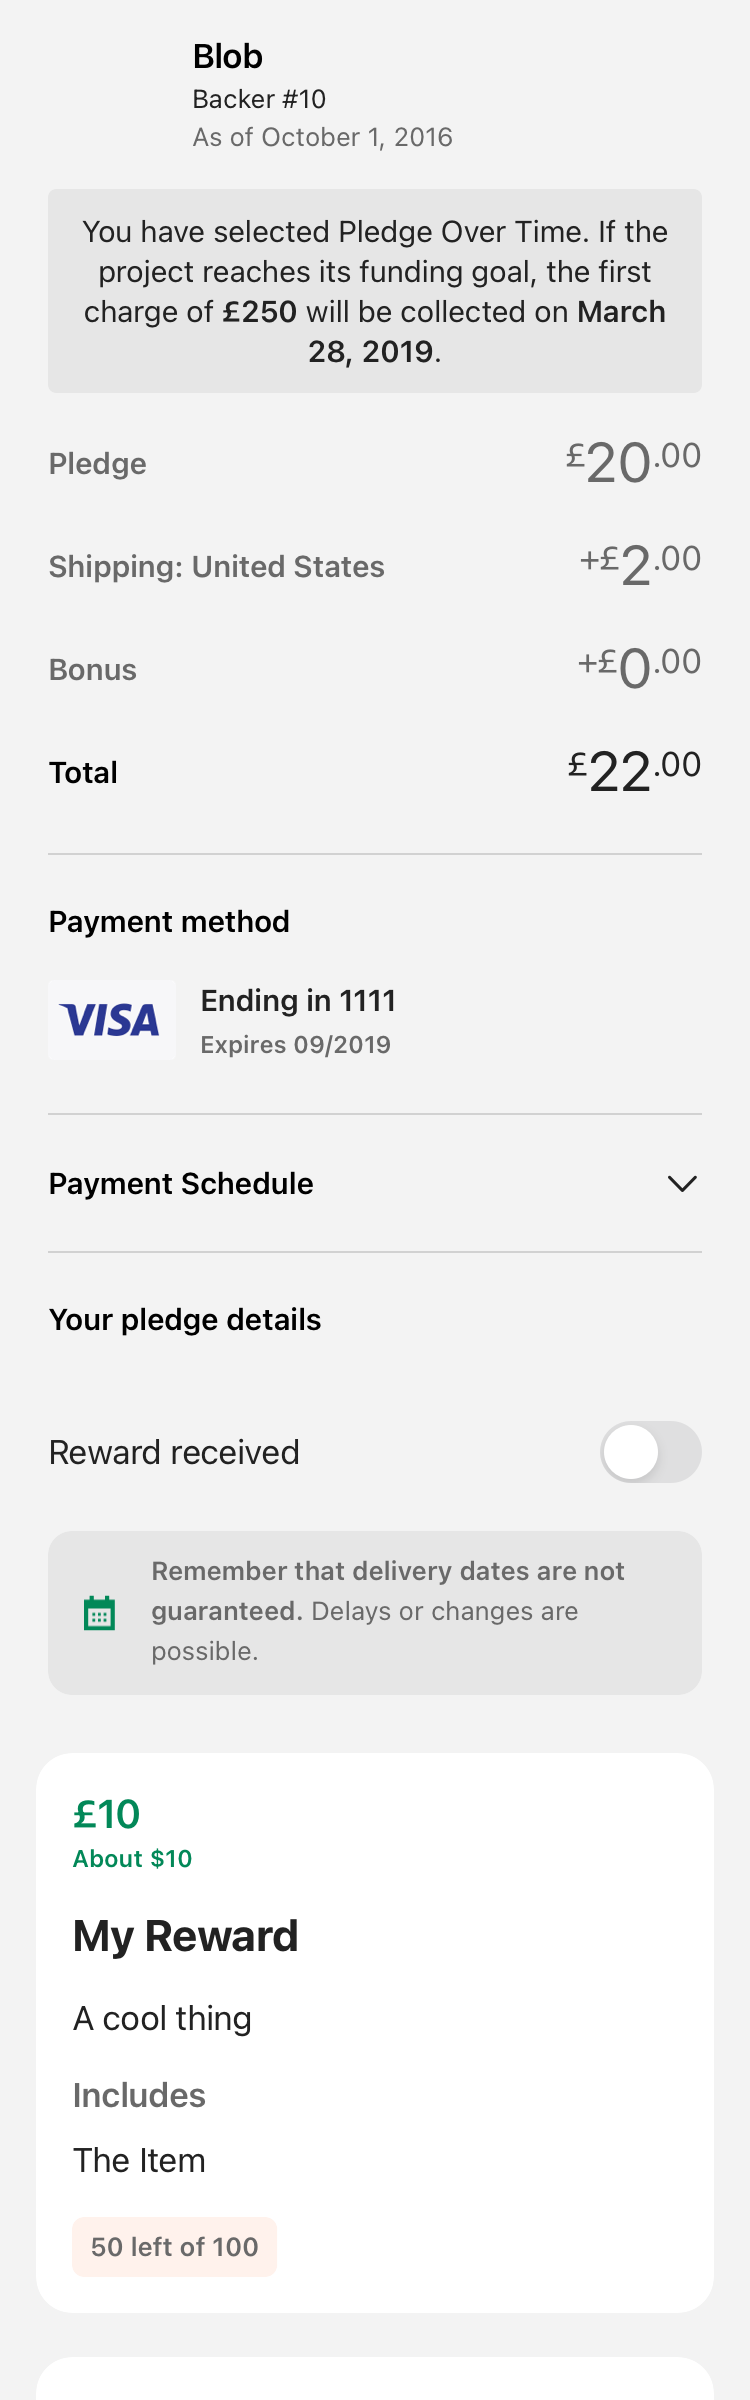 Blob
Backer #10
As of October 1, 2016
You have selected Pledge Over Time. If the
project reaches its funding goal, the first
charge of £250 will be collected on March
28, 2019.
Pledge £20.00
Shipping: United States +£2.00
Bonus +£0.00
Total £22.00
Payment method
VISA Ending in 1111
Expires 09/2019
Payment Schedule
Your pledge details
Reward received
Remember that delivery dates are not
guaranteed. Delays or changes are
possible.
£10
About $10
My Reward
A cool thing
Includes
The Item
50 left of 100